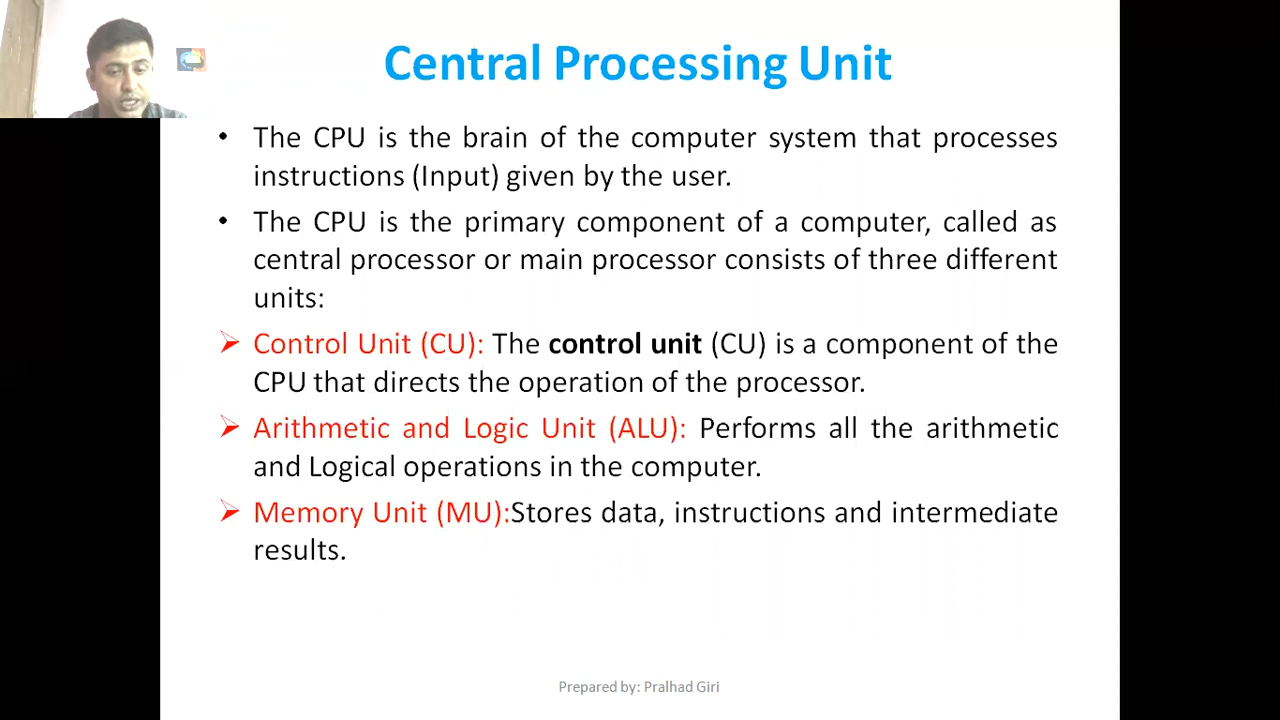 Central Processing Unit
• The CPU is the brain of the computer system that processes
instructions (Input) given by the user.
• The CPU is the primary component of a computer, called as
central processor or main processor consists of three different
units:
➢ Control Unit (CU): The control unit (CU) is a component of the
CPU that directs the operation of the processor.
➢ Arithmetic and Logic Unit (ALU): Performs all the arithmetic
and Logical operations in the computer.
➢ Memory Unit (MU):Stores data, instructions and intermediate
results.
Prepared by: Pralhad Giri